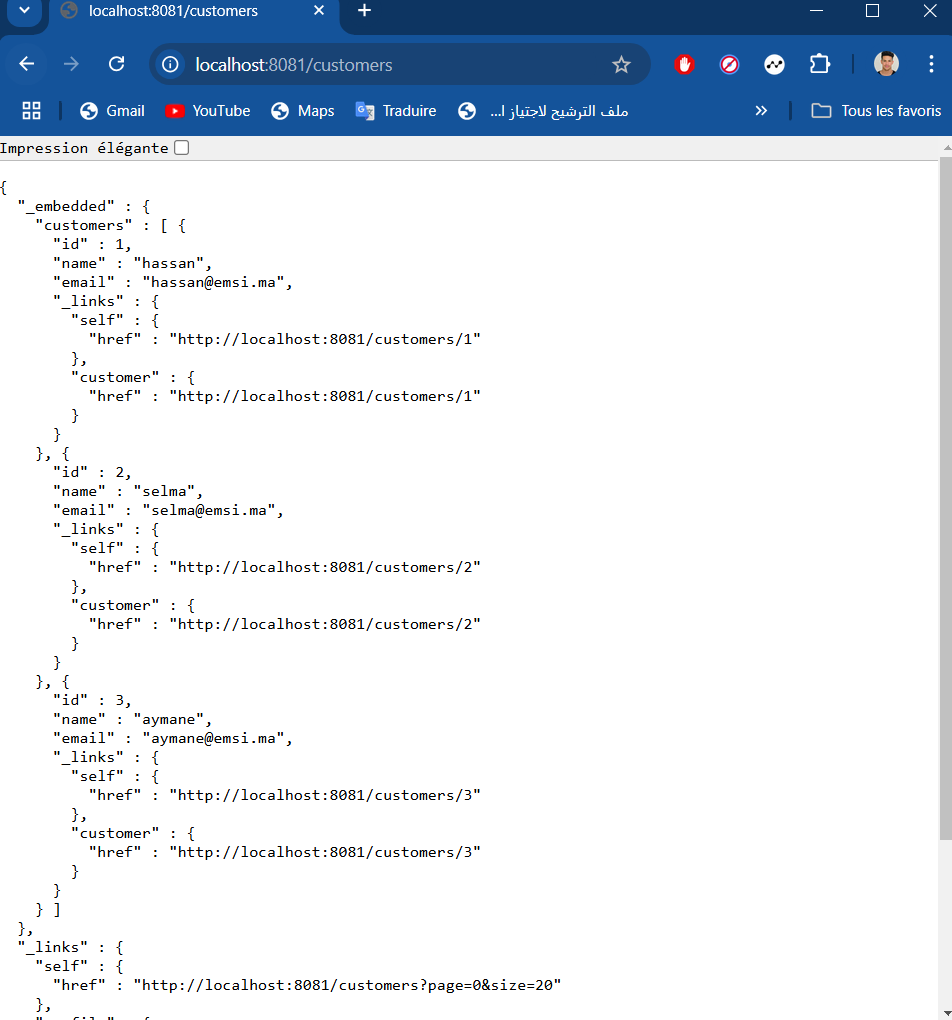 localhost:8081/customers
localhost:8081/customers
Gmail YouTube Maps Traduire ملف الترشيح لاجتياز ا... Tous les favoris
Impression élégante
{
  "_embedded" : {
    "customers" : [ {
      "id" : 1,
      "name" : "hassan",
      "email" : "hassan@emsi.ma",
      "_links" : {
        "self" : {
          "href" : "http://localhost:8081/customers/1"
        },
        "customer" : {
          "href" : "http://localhost:8081/customers/1"
        }
      }
    }, {
      "id" : 2,
      "name" : "selma",
      "email" : "selma@emsi.ma",
      "_links" : {
        "self" : {
          "href" : "http://localhost:8081/customers/2"
        },
        "customer" : {
          "href" : "http://localhost:8081/customers/2"
        }
      }
    }, {
      "id" : 3,
      "name" : "aymane",
      "email" : "aymane@emsi.ma",
      "_links" : {
        "self" : {
          "href" : "http://localhost:8081/customers/3"
        },
        "customer" : {
          "href" : "http://localhost:8081/customers/3"
        }
      }
    } ]
  },
  "_links" : {
    "self" : {
      "href" : "http://localhost:8081/customers?page=0&size=20"
    },